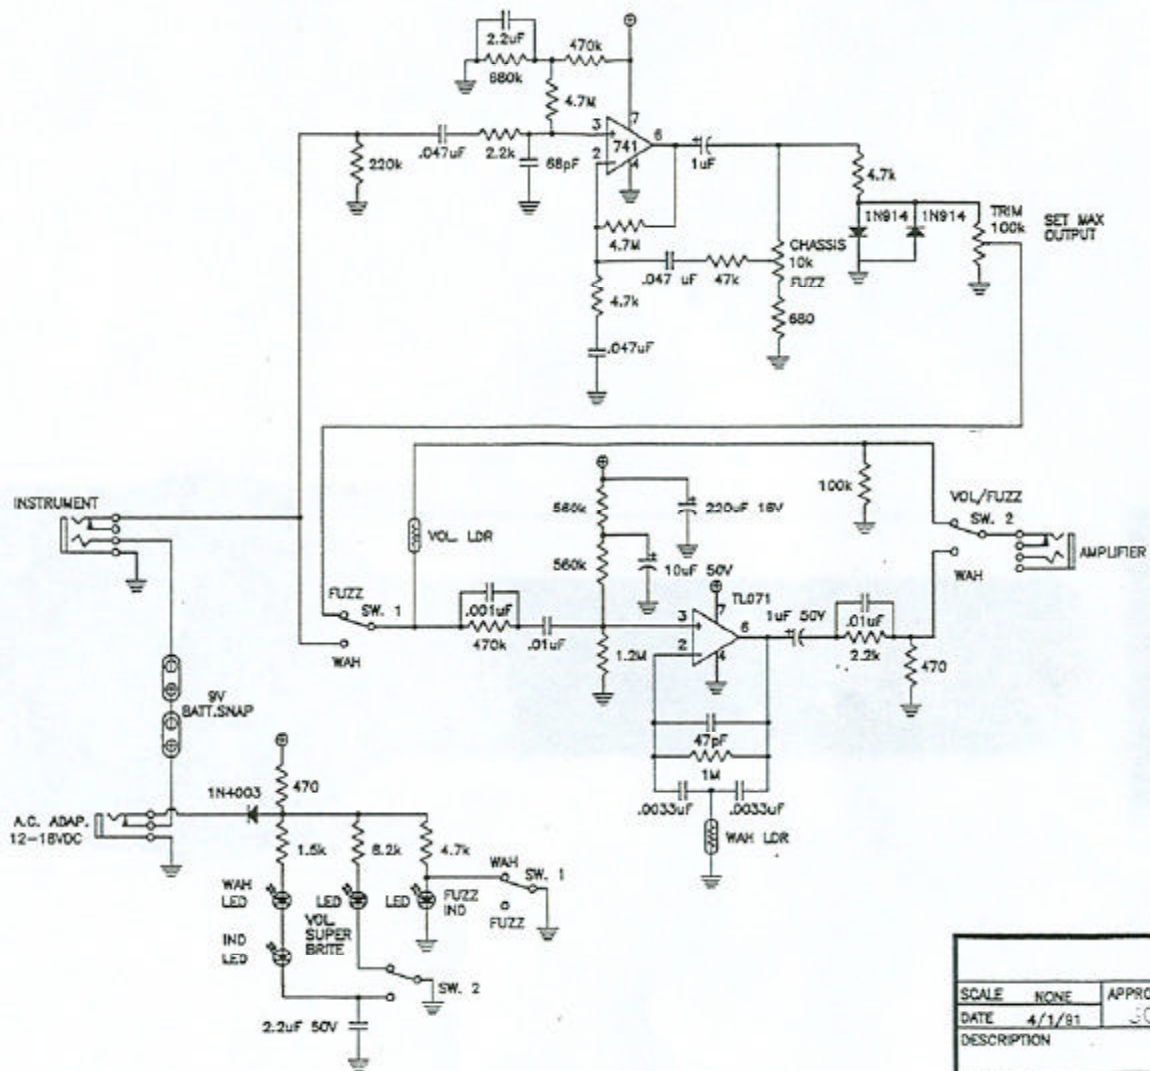 2.2uF
470k
680k
4.7M
3
7
741
6
2
4
.047uF
2.2k
68pF
220k
1uF
4.7k
1N914
1N914
TRIM
100k
SET MAX
OUTPUT
4.7M
CHASSIS
10k
FUZZ
.047 uF
47k
4.7k
680
.047uF
INSTRUMENT
100k
VOL/FUZZ
SW. 2
AMPLIFIER
WAH
560k
220uF 16V
VOL. LDR
560k
10uF 50V
FUZZ
SW. 1
WAH
.001uF
470k
.01uF
TL071
3
7
6
2
4
1uF 50V
.01uF
2.2k
1.2M
470
9V
BATT.SNAP
47pF
1M
.0033uF
.0033uF
WAH LDR
470
1N4003
A.C. ADAP.
12-18VDC
1.5k
8.2k
4.7k
WAH
SW. 1
FUZZ
WAH
LED
LED
VOL.
SUPER
BRITE
LED
FUZZ
IND
IND
LED
SW. 2
2.2uF 50V
SCALE NONE
APPRO
DATE 4/1/91
DESCRIPTION